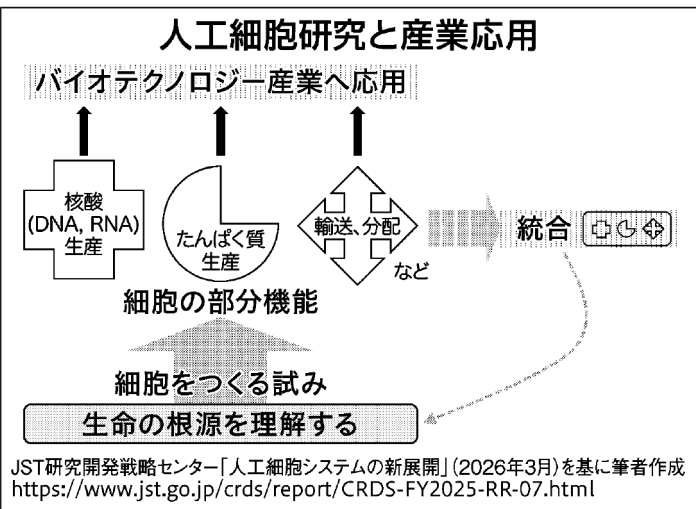 人工細胞研究と産業応用
バイオテクノロジー産業へ応用
核酸
(DNA, RNA)
生産
たんぱく質
生産
輸送、分配
など
統合
細胞の部分機能
細胞をつくる試み
生命の根源を理解する
JST研究開発戦略センター「人工細胞システムの新展開」(2026年3月)を基に筆者作成
https://www.jst.go.jp/crds/report/CRDS-FY2025-RR-07.html